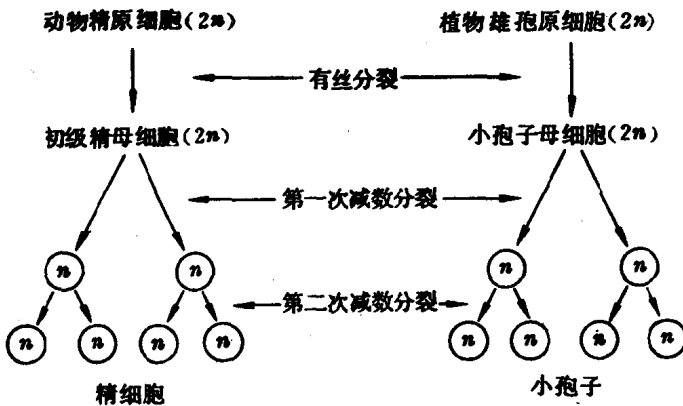 动物精原细胞(2n) 植物雄孢原细胞(2n)
有丝分裂
初级精母细胞(2n) 小孢子母细胞(2n)
第一次减数分裂
n n n n
第二次减数分裂
n n n n n n n n
精细胞 小孢子